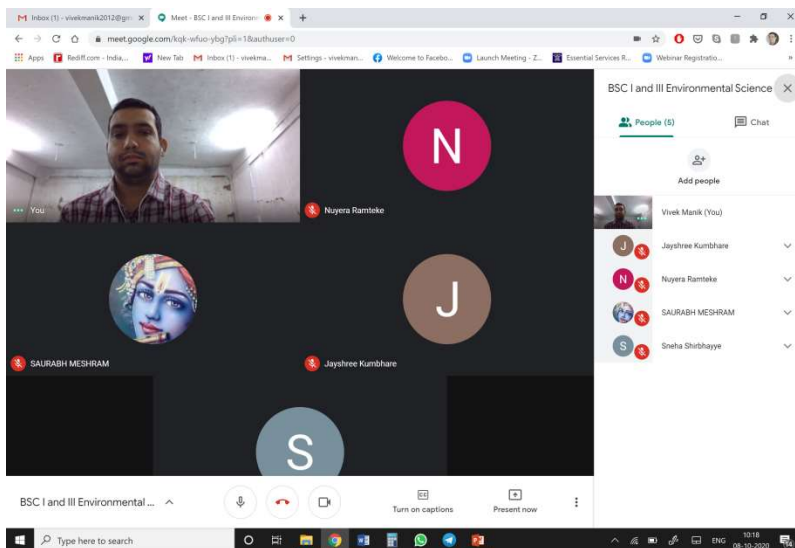 Inbox (1) - vivekmanik2012@gm
Meet - BSC I and III Environm
meet.google.com/kqk-wfuo-ybg?pli=1&authuser=0
Apps
Rediff.com - India,...
New Tab
Inbox (1) - vivekma...
Settings - vivekman...
Welcome to Facebo...
Launch Meeting - Z...
Essential Services R...
Webinar Registratio...
You
N
Nuyera Ramteke
SAURABH MESHRAM
J
Jayshree Kumbhare
S
BSC I and III Environmental Science
People (5)
Chat
Add people
Vivek Manik (You)
J
Jayshree Kumbhare
N
Nuyera Ramteke
SAURABH MESHRAM
S
Sneha Shirbhayye
BSC I and III Environmental ...
Turn on captions
Present now
Type here to search
ENG
10:18
08-10-2020